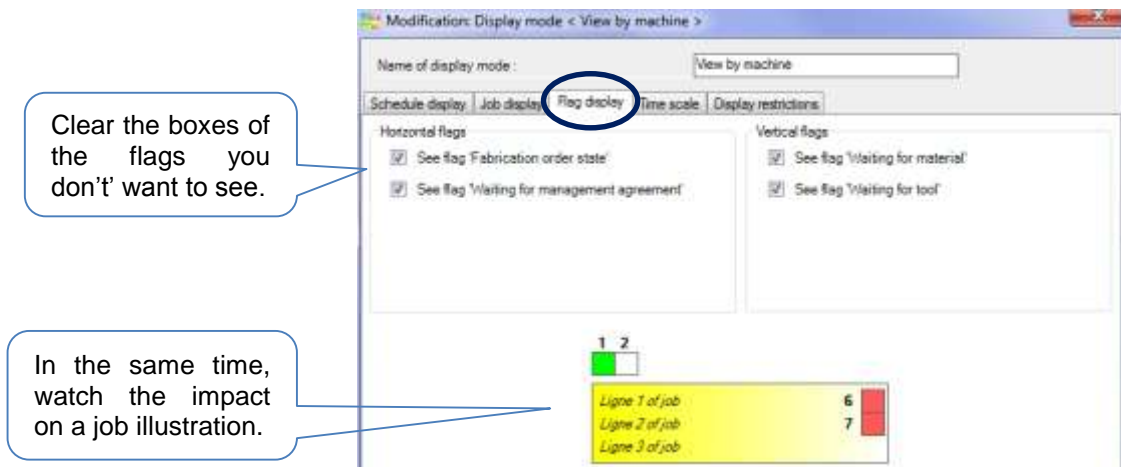 Modification: Display mode < View by machine >
Name of display mode :
View by machine
Schedule display
Job display
Flag display
Time scale
Display restrictions
Clear the boxes of
the flags you
don't' want to see.
Horizontal flags
See flag 'Fabrication order state'
See flag 'Waiting for management agreement'
Vertical flags
See flag 'Waiting for material'
See flag 'Waiting for tool'
In the same time,
watch the impact
on a job illustration.
1 2
Ligne 1 of job 6
Ligne 2 of job 7
Ligne 3 of job